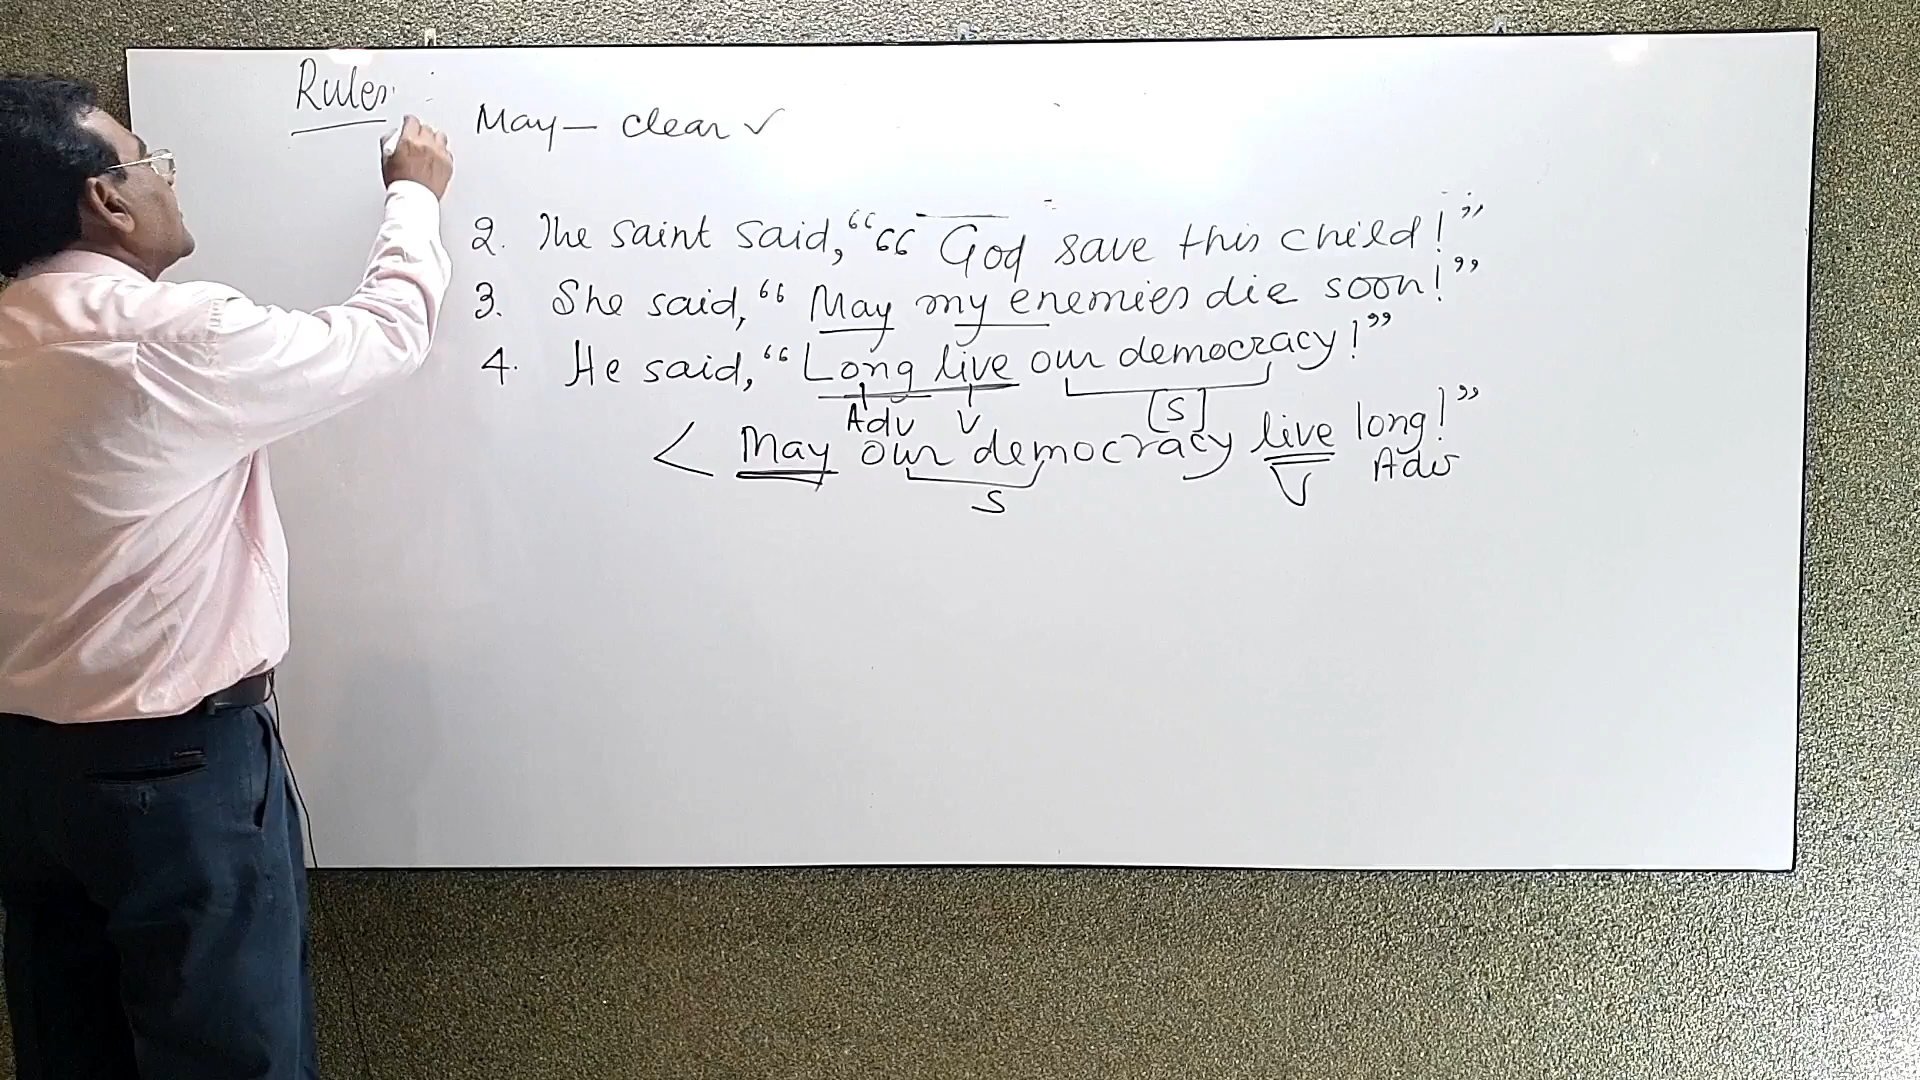 Rules
May – clear ✓
2. The saint said, ““ God save this child!”
3. She said, “ May my enemies die soon!”
4. He said, “Long live our democracy!”
Adv V [S]
< May our democracy live long!”
S V Adv